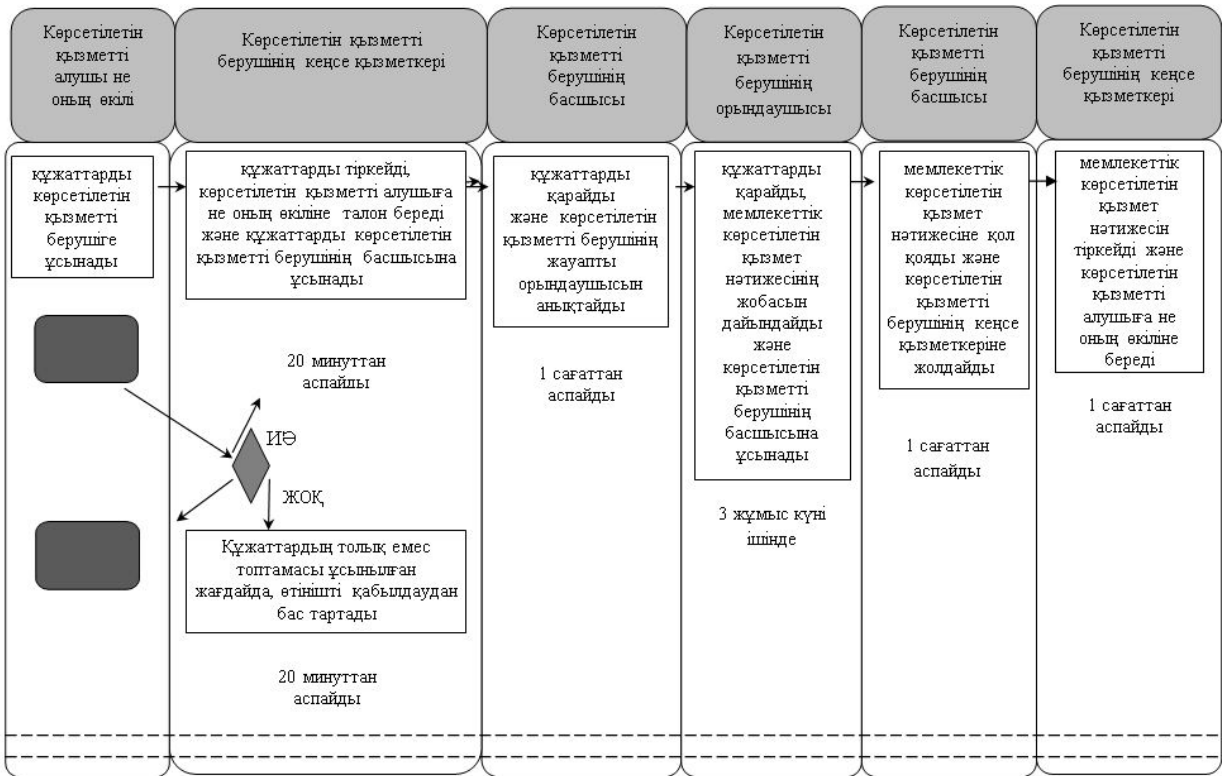 Көрсетілетін
қызметті
алушы не
оның өкілі
Көрсетілетін қызметті
берушінің кеңсе қызметкері
Көрсетілетін
қызметті
берушінің
басшысы
Көрсетілетін
қызметті
берушінің
орындаушысы
Көрсетілетін
қызметті
берушінің
басшысы
Көрсетілетін
қызметті
берушінің кеңсе
қызметкері
құжаттарды
көрсетілетін
қызметті
берушіге
ұсынады
құжаттарды тіркейді,
көрсетілетін қызметті алушыға
не оның өкіліне талон береді
және құжаттарды көрсетілетін
қызметті берушінің басшысына
ұсынады
20 минуттан
аспайды
ИӘ
ЖОҚ
Құжаттардың толық емес
топтамасы ұсынылған
жағдайда, өтінішті қабылдаудан
бас тартады
20 минуттан
аспайды
құжаттарды
қарайды
және көрсетілетін
қызметті берушінің
жауапты
орындаушысын
анықтайды
1 сағаттан
аспайды
құжаттарды
қарайды,
мемлекеттік
көрсетілетін
қызмет
нәтижесінің
жобасын
дайындайды
және
көрсетілетін
қызметті
берушінің
басшысына
ұсынады
3 жұмыс күні
ішінде
мемлекеттік
көрсетілетін
қызмет
нәтижесіне қол
қояды және
көрсетілетін
қызметті
берушінің кеңсе
қызметкеріне
жолдайды
1 сағаттан
аспайды
мемлекеттік
көрсетілетін
қызмет
нәтижесін
тіркейді және
көрсетілетін
қызметті
алушыға не
оның өкіліне
береді
1 сағаттан
аспайды